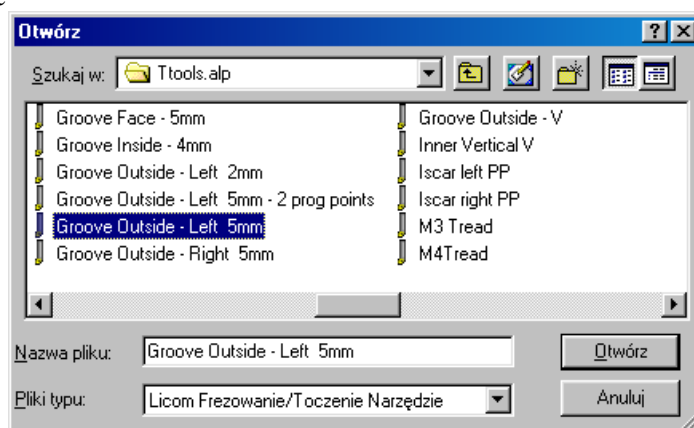 Otwórz
Szukaj w: Ttools.alp
Groove Face - 5mm
Groove Inside - 4mm
Groove Outside - Left 2mm
Groove Outside - Left 5mm - 2 prog points
Groove Outside - Left 5mm
Groove Outside - Right 5mm
Groove Outside - V
Inner Vertical V
Iscar left PP
Iscar right PP
M3 Tread
M4Tread
Nazwa pliku: Groove Outside - Left 5mm
Otwórz
Pliki typu: Licom Frezowanie/Toczenie Narzędzie
Anuluj